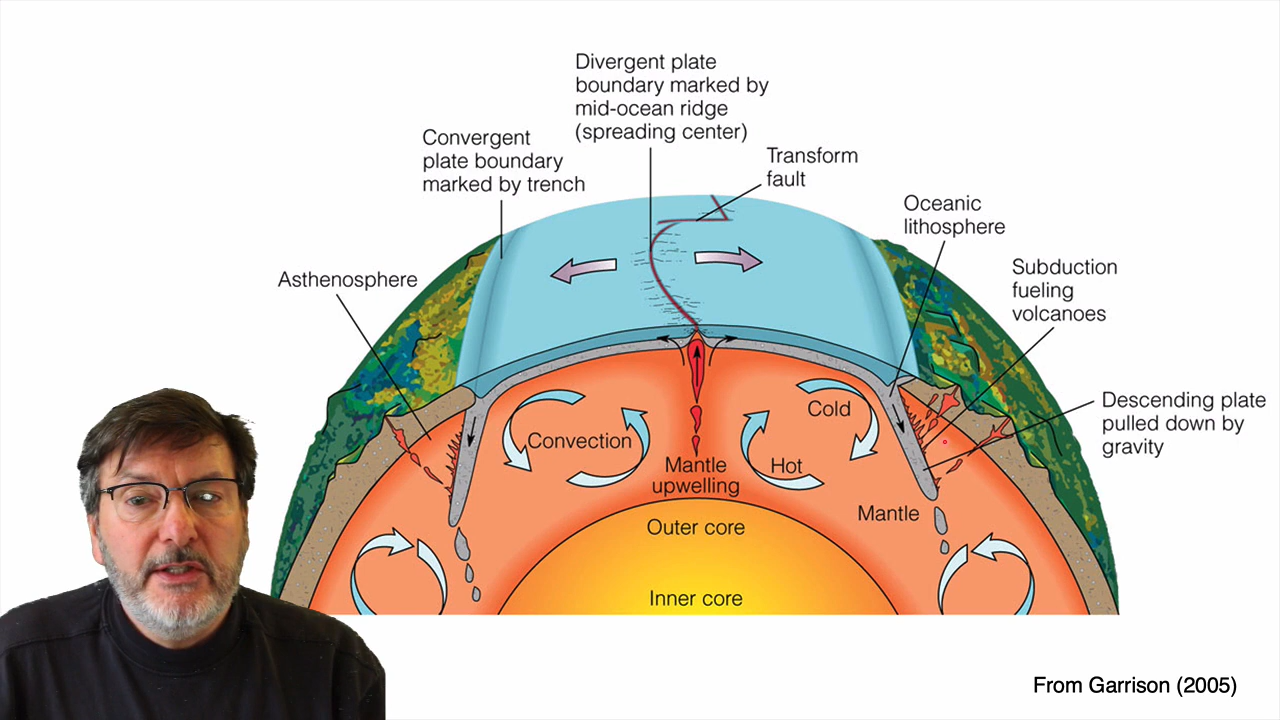 Divergent plate
boundary marked by
mid-ocean ridge
(spreading center)
Convergent
plate boundary
marked by trench
Transform
fault
Oceanic
lithosphere
Asthenosphere
Subduction
fueling
volcanoes
Descending plate
pulled down by
gravity
Cold
Convection
Mantle
upwelling
Hot
Mantle
Outer core
Inner core
From Garrison (2005)